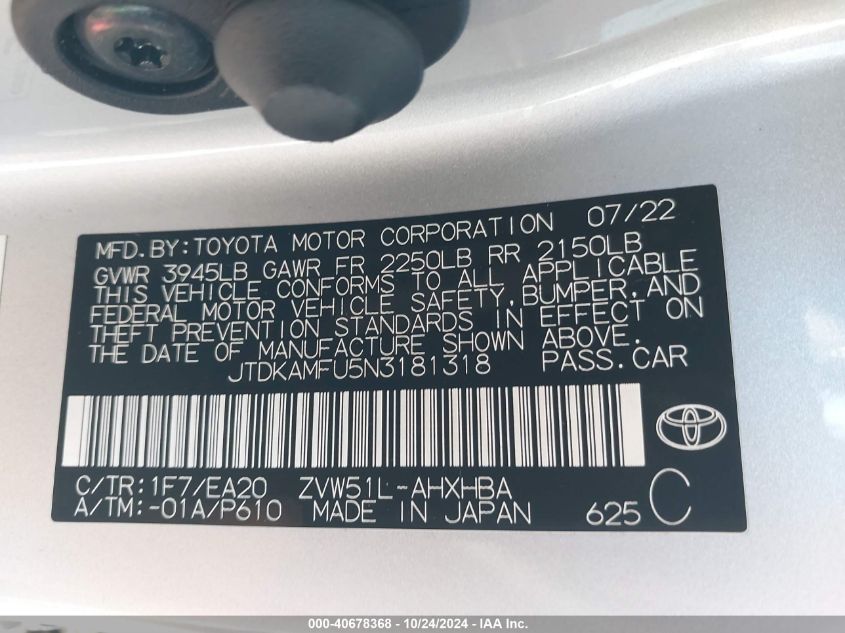 MFD.BY:TOYOTA MOTOR CORPORATION 07/22
GVWR 3945LB GAWR FR 2250LB RR 2150LB
THIS VEHICLE CONFORMS TO ALL APPLICABLE
FEDERAL MOTOR VEHICLE SAFETY,BUMPER,AND
THEFT PREVENTION STANDARDS IN EFFECT ON
THE DATE OF MANUFACTURE SHOWN ABOVE.
JTDKAMFU5N3181318 PASS.CAR
C/TR:1F7/EA20 ZVW51L-AHXHBA
A/TM:-01A/P610 MADE IN JAPAN 625 C
000-40678368 - 10/24/2024 - IAA Inc.